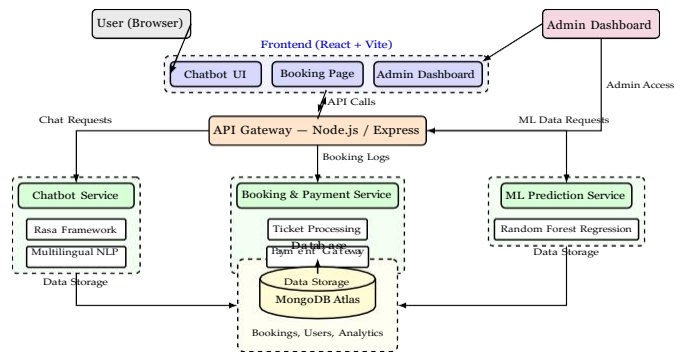 User (Browser)
Admin Dashboard
Frontend (React + Vite)
Chatbot UI
Booking Page
Admin Dashboard
API Calls
Admin Access
Chat Requests
API Gateway — Node.js / Express
ML Data Requests
Booking Logs
Chatbot Service
Booking & Payment Service
ML Prediction Service
Rasa Framework
Ticket Processing
Random Forest Regression
Database
Multilingual NLP
Payment Gateway
Data Storage
Data Storage
Data Storage
MongoDB Atlas
Bookings, Users, Analytics